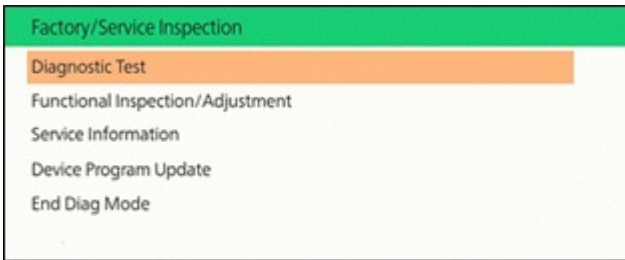 Factory/Service Inspection
Diagnostic Test
Functional Inspection/Adjustment
Service Information
Device Program Update
End Diag Mode